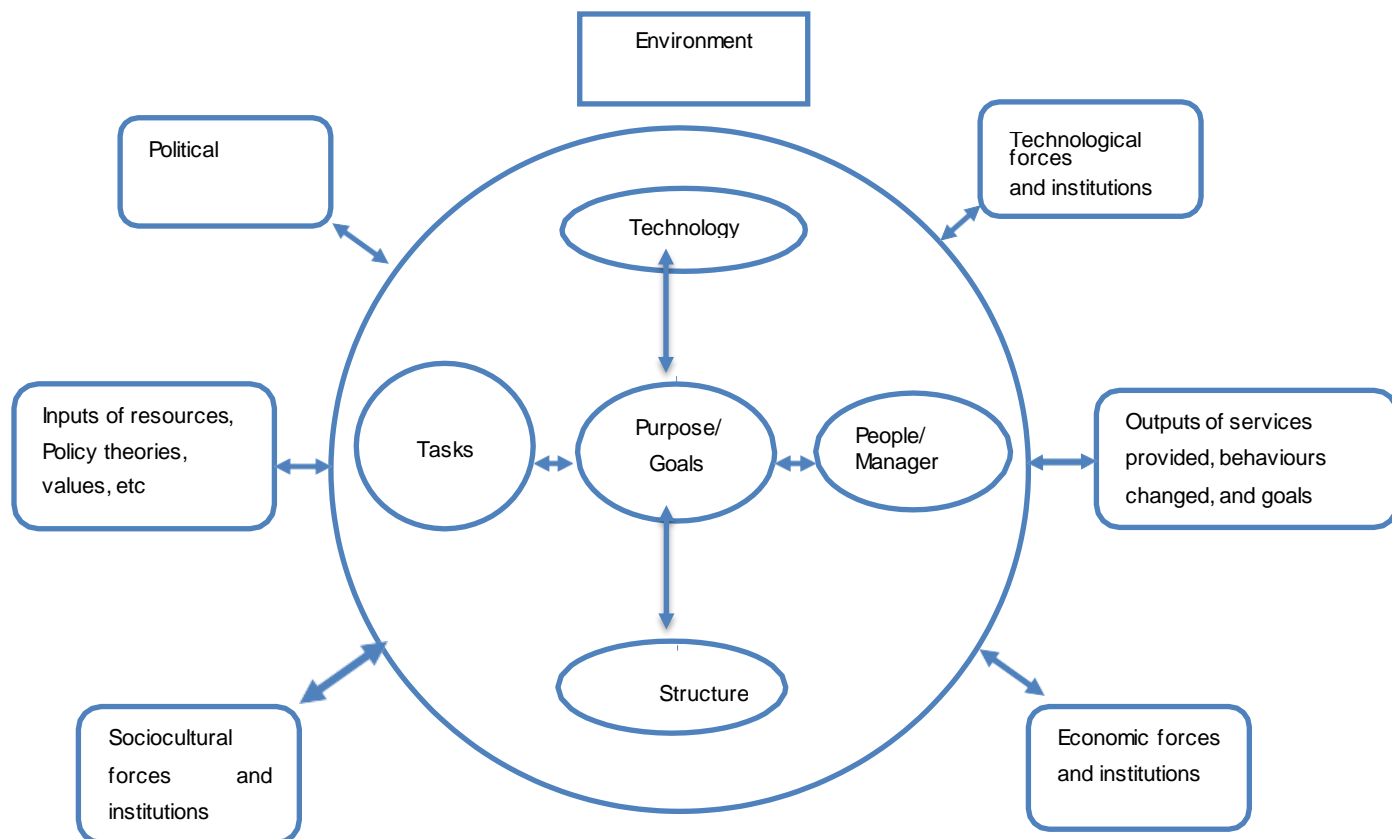 Environment
Political
Technological
forces
and institutions
Technology
Inputs of resources,
Policy theories,
values, etc
Tasks
Purpose/
Goals
People/
Manager
Outputs of services
provided, behaviours
changed, and goals
Structure
Sociocultural
forces and
institutions
Economic forces
and institutions